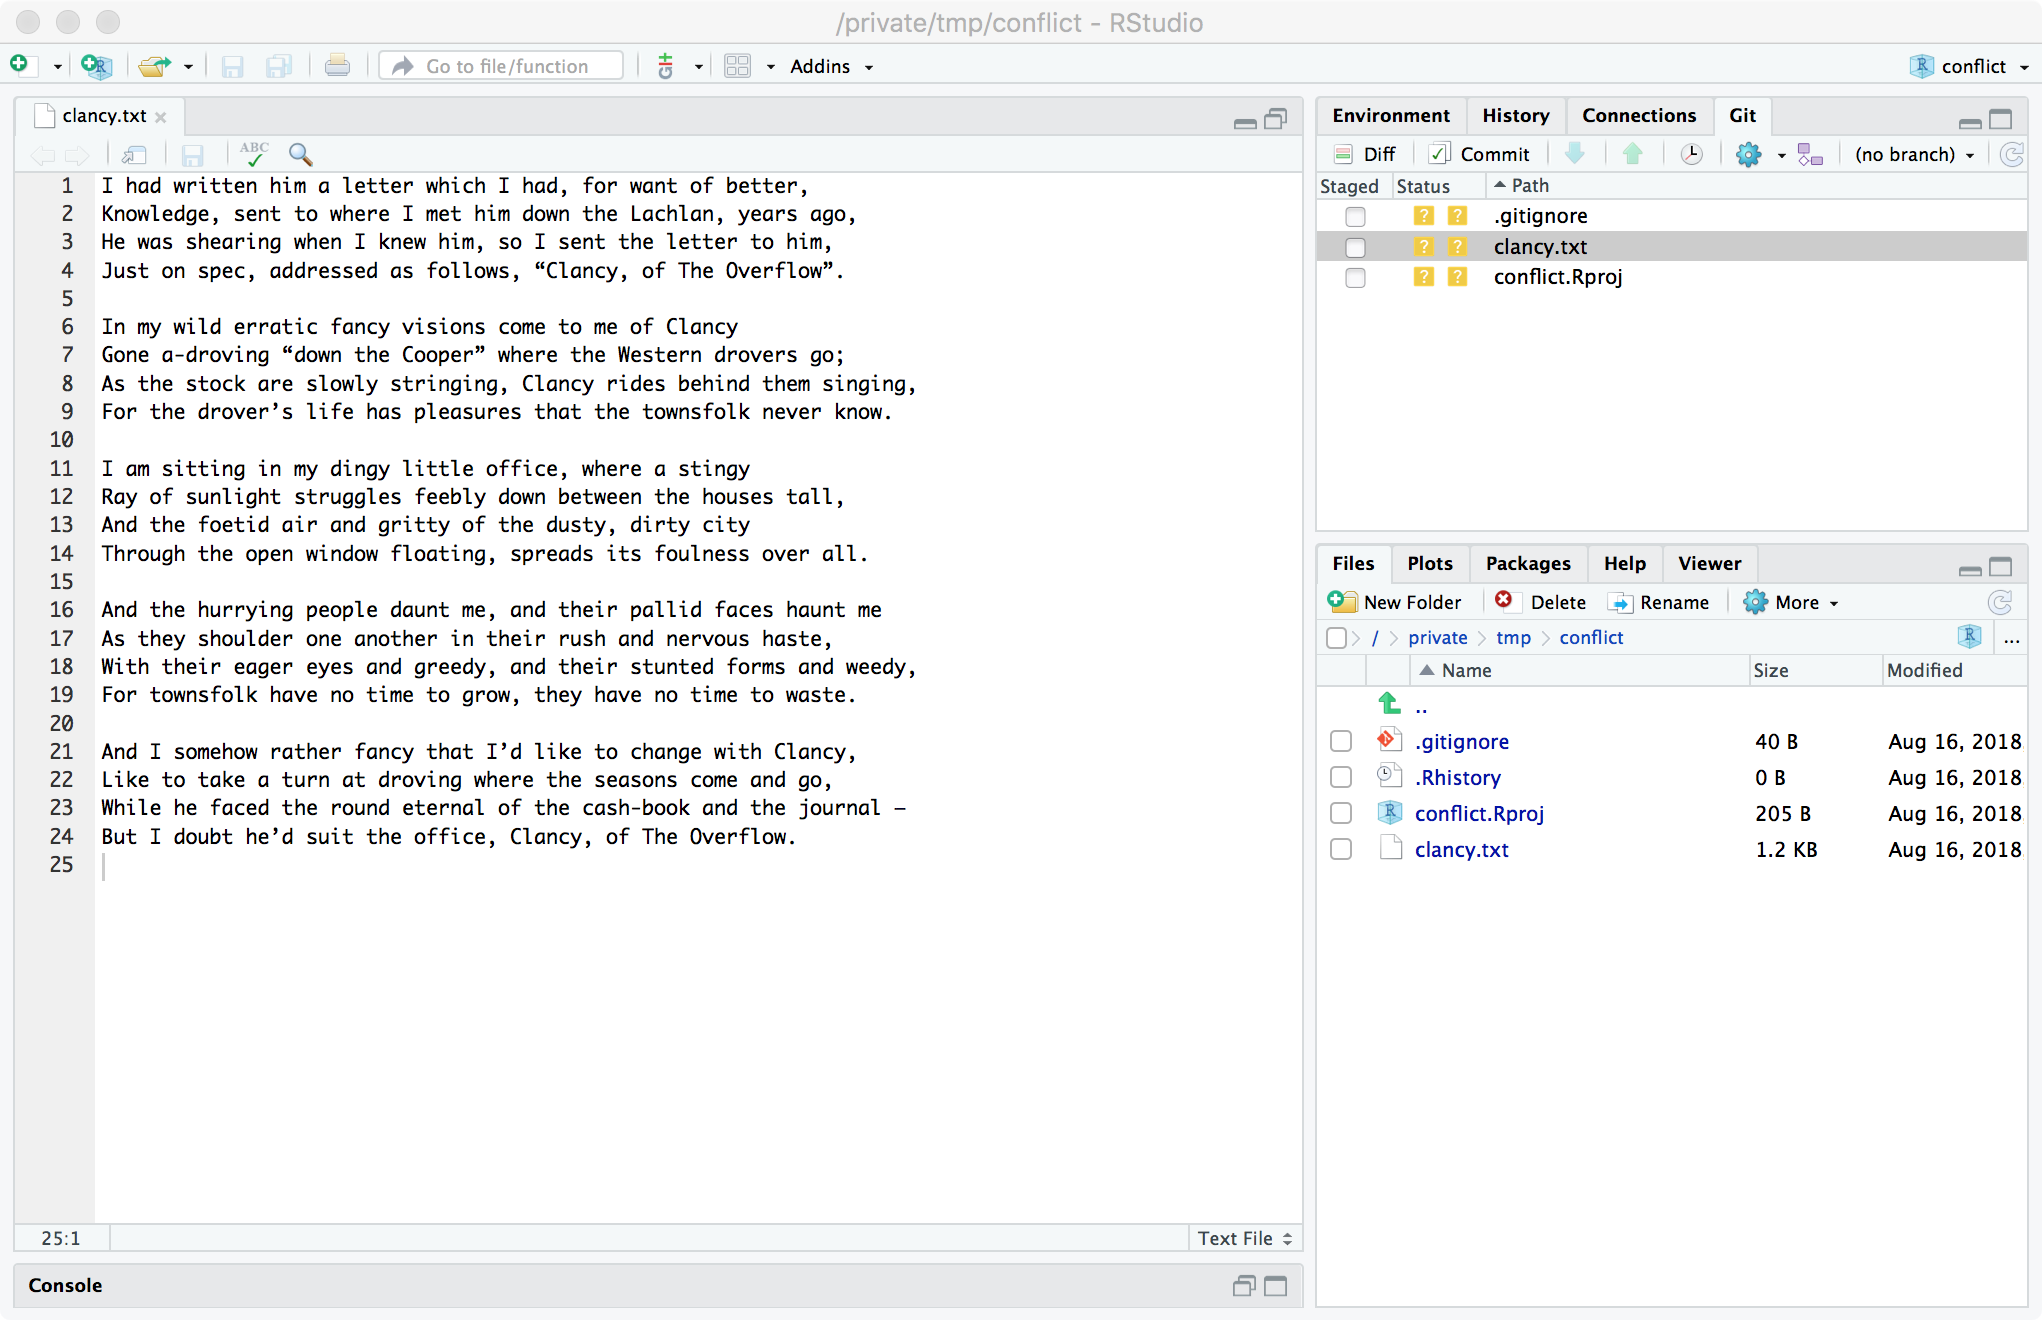 /private/tmp/conflict - RStudio
Go to file/function
Addins
conflict
clancy.txt
ABC
1 I had written him a letter which I had, for want of better,
2 Knowledge, sent to where I met him down the Lachlan, years ago,
3 He was shearing when I knew him, so I sent the letter to him,
4 Just on spec, addressed as follows, “Clancy, of The Overflow”.
5
6 In my wild erratic fancy visions come to me of Clancy
7 Gone a-droving “down the Cooper” where the Western drovers go;
8 As the stock are slowly stringing, Clancy rides behind them singing,
9 For the drover’s life has pleasures that the townsfolk never know.
10
11 I am sitting in my dingy little office, where a stingy
12 Ray of sunlight struggles feebly down between the houses tall,
13 And the foetid air and gritty of the dusty, dirty city
14 Through the open window floating, spreads its foulness over all.
15
16 And the hurrying people daunt me, and their pallid faces haunt me
17 As they shoulder one another in their rush and nervous haste,
18 With their eager eyes and greedy, and their stunted forms and weedy,
19 For townsfolk have no time to grow, they have no time to waste.
20
21 And I somehow rather fancy that I’d like to change with Clancy,
22 Like to take a turn at droving where the seasons come and go,
23 While he faced the round eternal of the cash-book and the journal –
24 But I doubt he’d suit the office, Clancy, of The Overflow.
25
25:1 Text File
Console
Environment History Connections Git
Diff Commit (no branch)
Staged Status Path
? ? .gitignore
? ? clancy.txt
? ? conflict.Rproj
Files Plots Packages Help Viewer
New Folder Delete Rename More
/ private tmp conflict ...
Name Size Modified
..
.gitignore 40 B Aug 16, 2018
.Rhistory 0 B Aug 16, 2018
conflict.Rproj 205 B Aug 16, 2018
clancy.txt 1.2 KB Aug 16, 2018